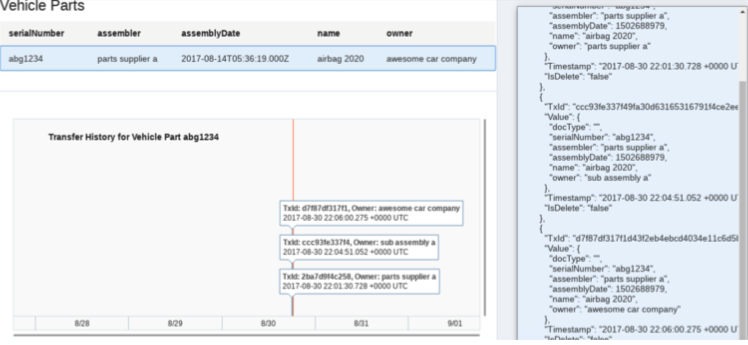 Vehicle Parts
serialNumber assembler assemblyDate name owner
abg1234 parts supplier a 2017-08-14T05:36:19.000Z airbag 2020 awesome car company
Transfer History for Vehicle Part abg1234
TxId: d7f87df317f1, Owner: awesome car company
2017-08-30 22:06:00.275 +0000 UTC
TxId: ccc93fe337f4, Owner: sub assembly a
2017-08-30 22:04:51.052 +0000 UTC
TxId: 2ba7d9f4c258, Owner: parts supplier a
2017-08-30 22:01:30.728 +0000 UTC
8/28 8/29 8/30 8/31 9/01
"serialNumber": "abg1234",
"assembler": "parts supplier a",
"assemblyDate": 1502688979,
"name": "airbag 2020",
"owner": "parts supplier a"
},
"Timestamp": "2017-08-30 22:01:30.728 +0000 U
"IsDelete": "false"
},
{
"TxId": "ccc93fe337f49fa30d63165316791f4ce2ee
"Value": {
"docType": "",
"serialNumber": "abg1234",
"assembler": "parts supplier a",
"assemblyDate": 1502688979,
"name": "airbag 2020",
"owner": "sub assembly a"
},
"Timestamp": "2017-08-30 22:04:51.052 +0000 U
"IsDelete": "false"
},
{
"TxId": "d7f87df317f1d43f2eb4ebcd4034e11c6d5
"Value": {
"docType": "",
"serialNumber": "abg1234",
"assembler": "parts supplier a",
"assemblyDate": 1502688979,
"name": "airbag 2020",
"owner": "awesome car company"
},
"Timestamp": "2017-08-30 22:06:00.275 +0000 U
"IsDelete": "false"